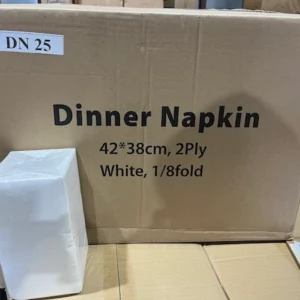 DN 25
Dinner Napkin
42*38cm, 2Ply
White, 1/8fold